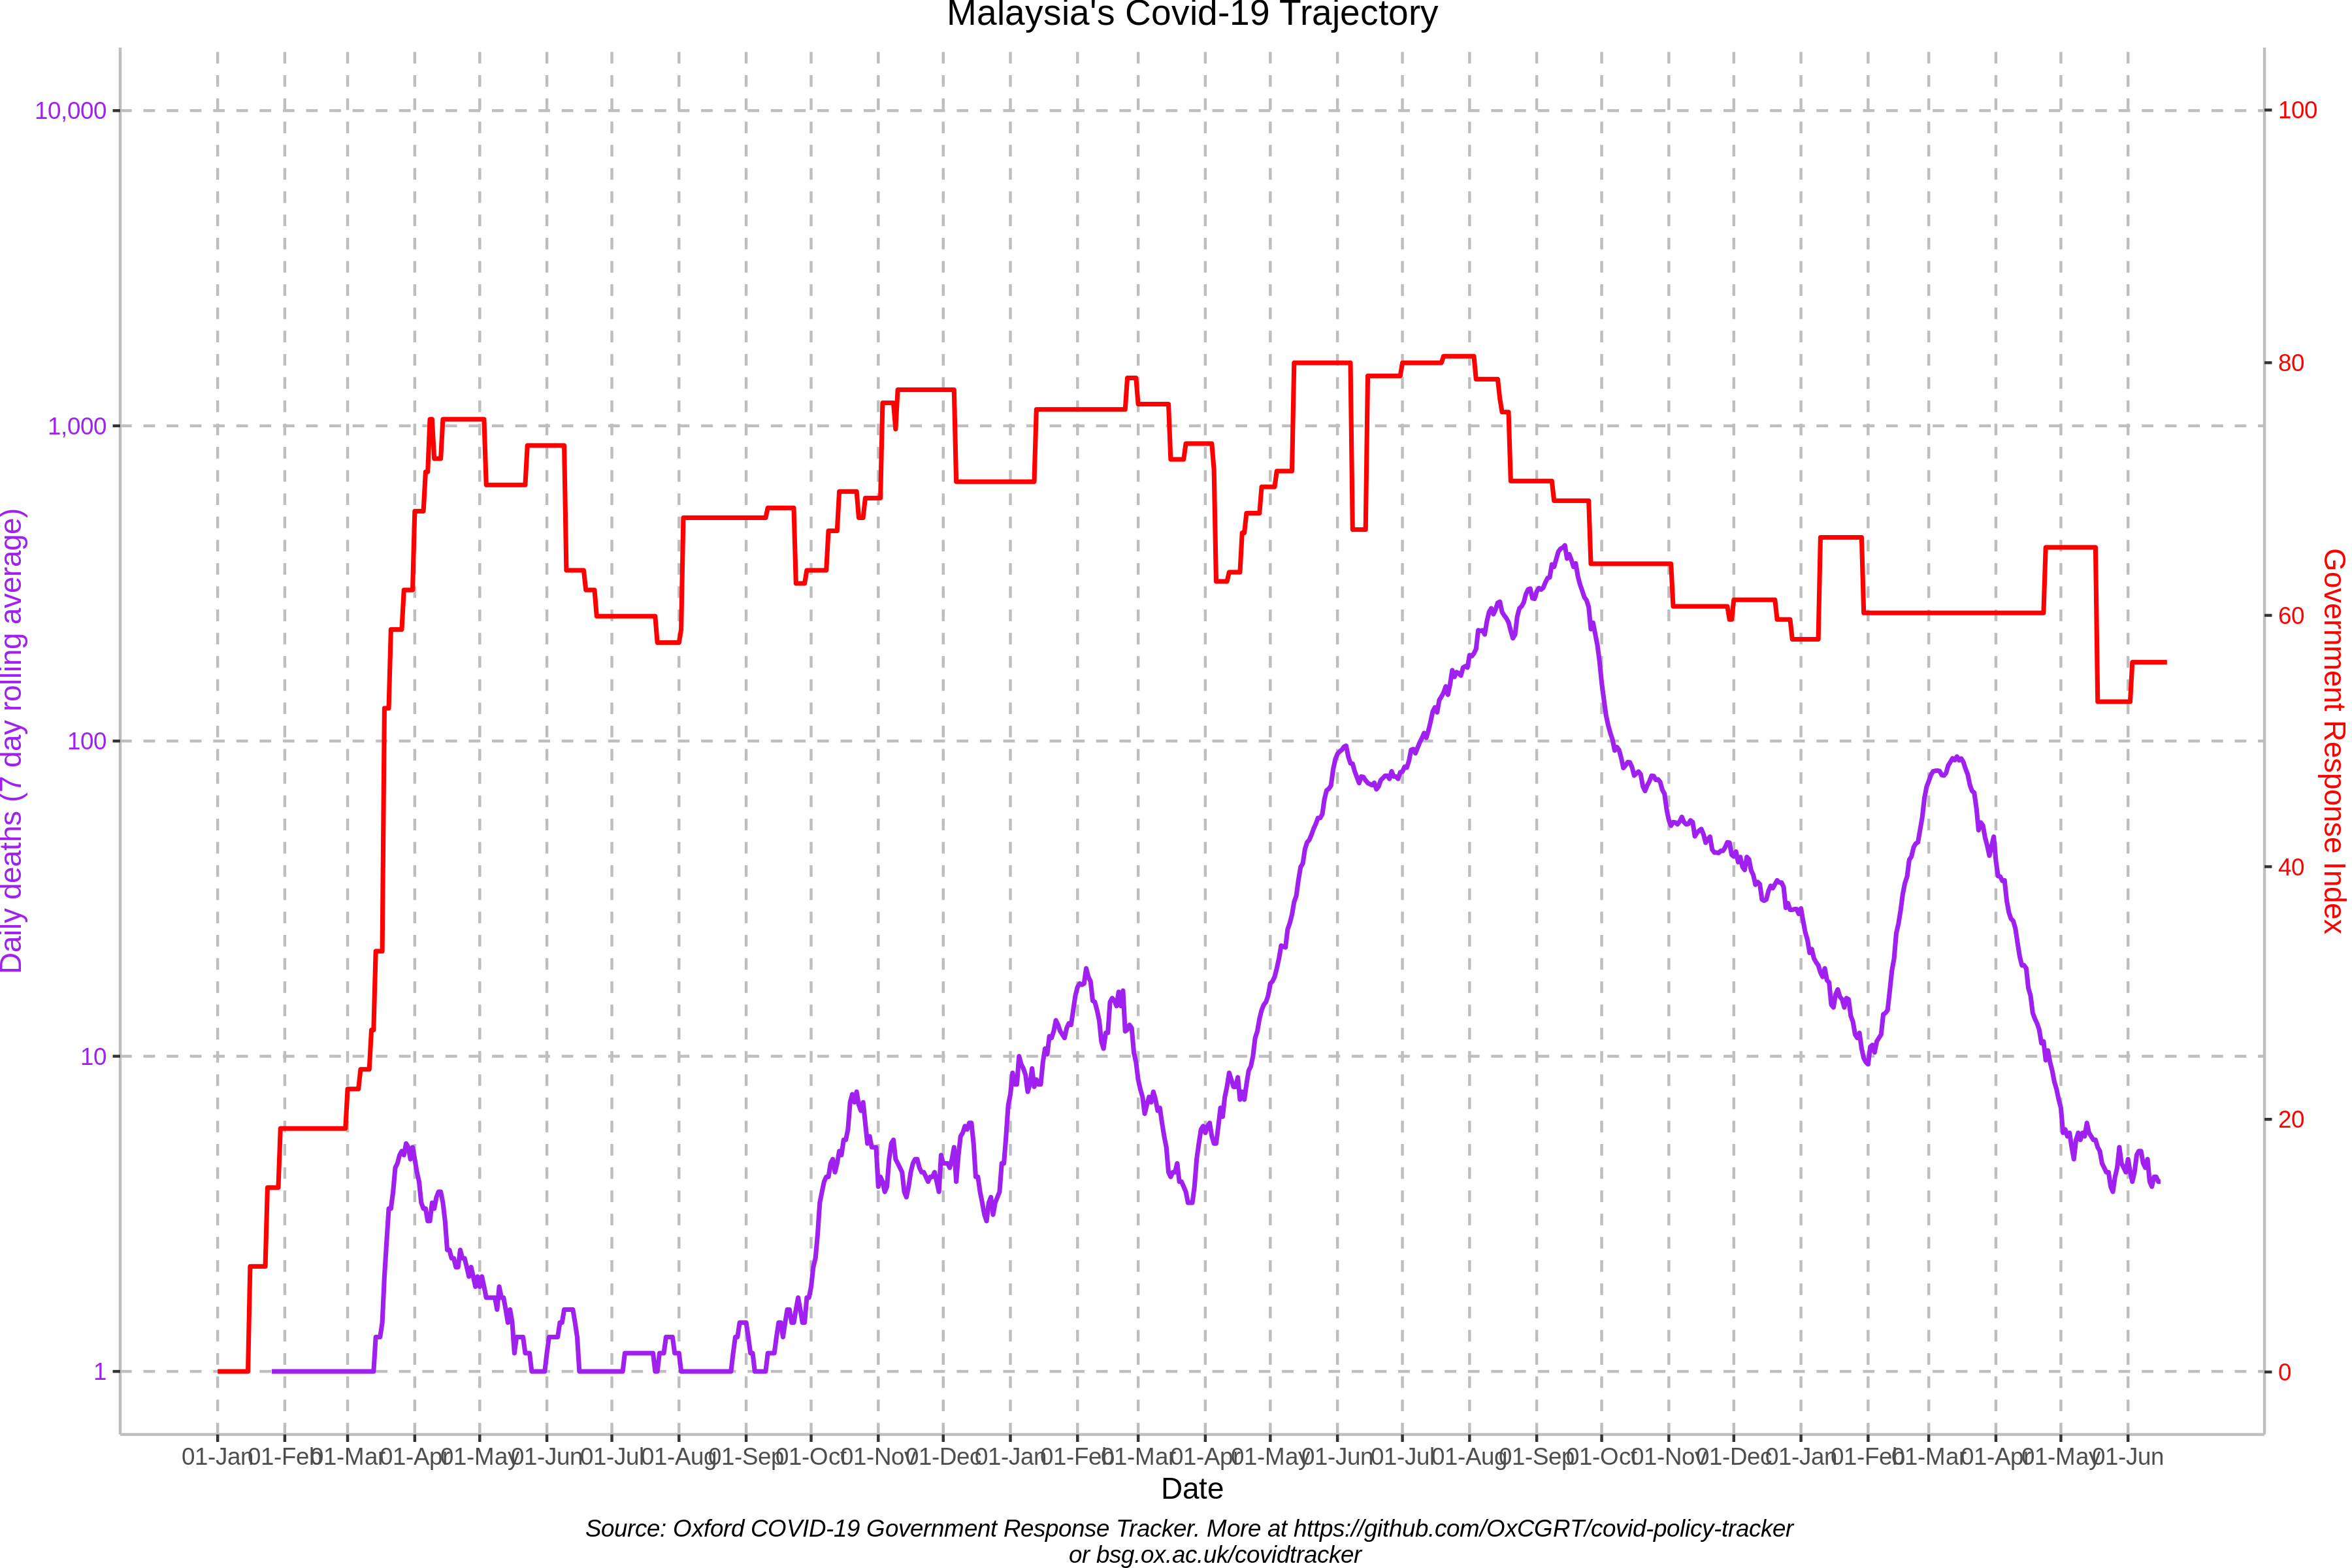 Malaysia's Covid-19 Trajectory
Daily deaths (7 day rolling average)
10,000
1,000
100
10
1
100
80
60
40
20
0
Government Response Index
01-Jan 01-Feb 01-Mar 01-Apr 01-May 01-Jun 01-Jul 01-Aug 01-Sep 01-Oct 01-Nov 01-Dec 01-Jan 01-Feb 01-Mar 01-Apr 01-May 01-Jun 01-Jul 01-Aug 01-Sep 01-Oct 01-Nov 01-Dec 01-Jan 01-Feb 01-Mar 01-Apr 01-May 01-Jun
Date
Source: Oxford COVID-19 Government Response Tracker. More at https://github.com/OxCGRT/covid-policy-tracker
or bsg.ox.ac.uk/covidtracker